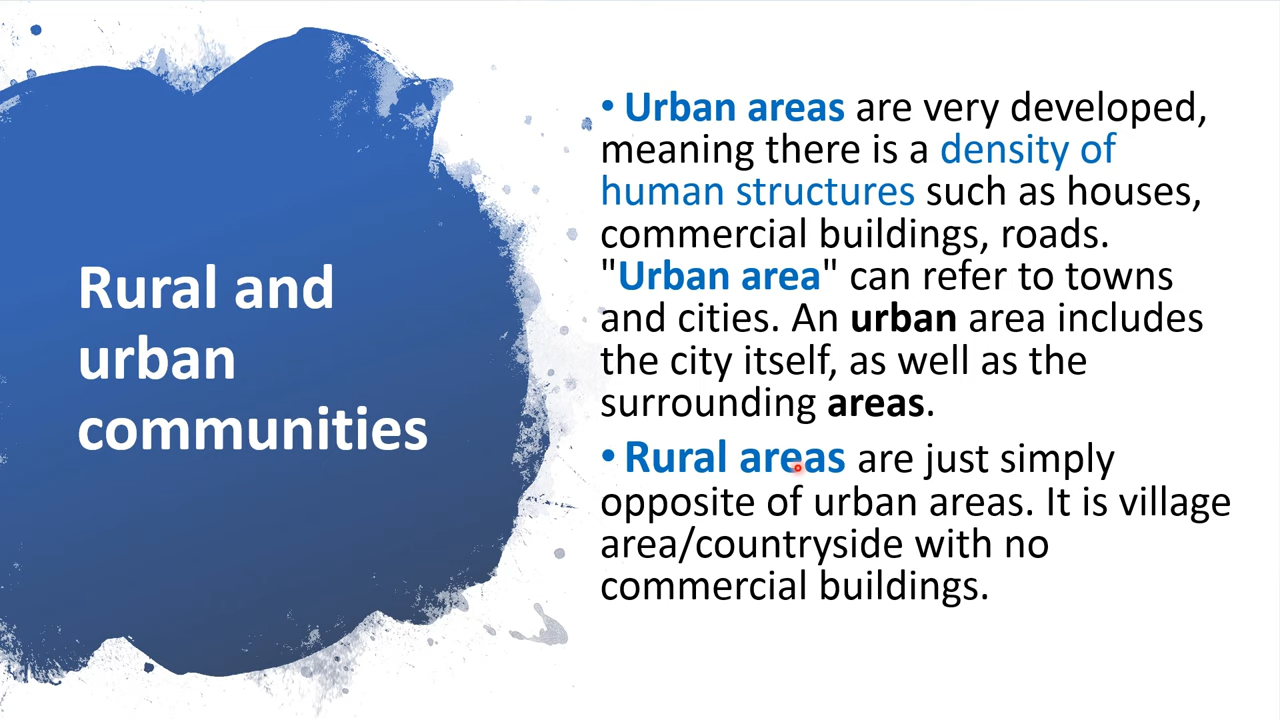 Rural and
urban
communities
• Urban areas are very developed,
meaning there is a density of
human structures such as houses,
commercial buildings, roads.
"Urban area" can refer to towns
and cities. An urban area includes
the city itself, as well as the
surrounding areas.
• Rural areas are just simply
opposite of urban areas. It is village
area/countryside with no
commercial buildings.